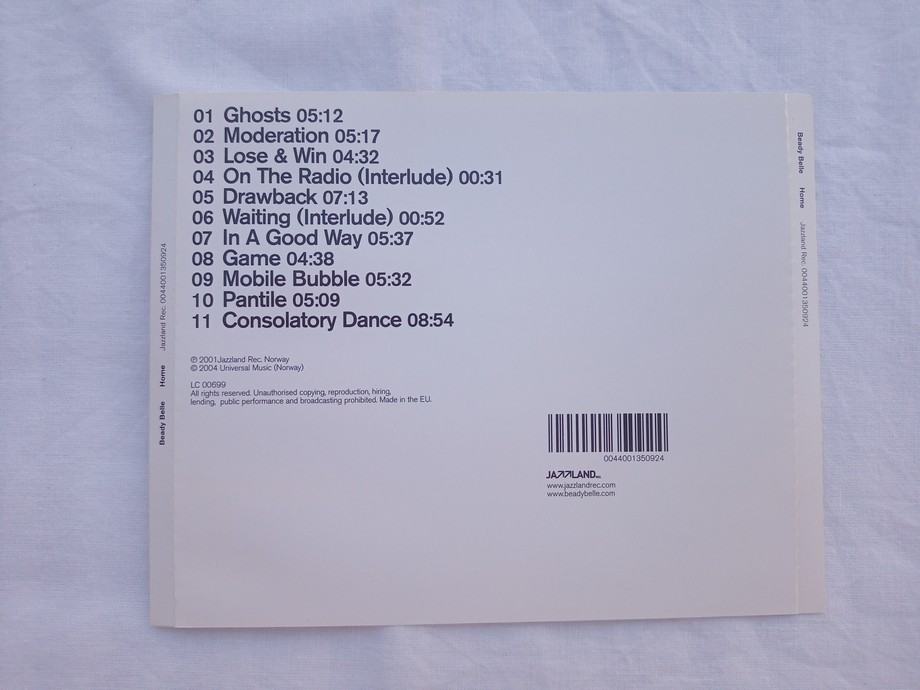 01 Ghosts 05:12
02 Moderation 05:17
03 Lose & Win 04:32
04 On The Radio (Interlude) 00:31
05 Drawback 07:13
06 Waiting (Interlude) 00:52
07 In A Good Way 05:37
08 Game 04:38
09 Mobile Bubble 05:32
10 Pantile 05:09
11 Consolatory Dance 08:54
℗ 2001Jazzland Rec. Norway
© 2004 Universal Music (Norway)
LC 00699
All rights reserved. Unauthorised copying, reproduction, hiring,
lending, public performance and broadcasting prohibited. Made in the EU.
0044001350924
JAZZLAND REC.
www.jazzlandrec.com
www.beadybelle.com
Beady Belle Home Jazzland Rec. 0044001350924
Beady Belle Home Jazzland Rec. 0044001350924